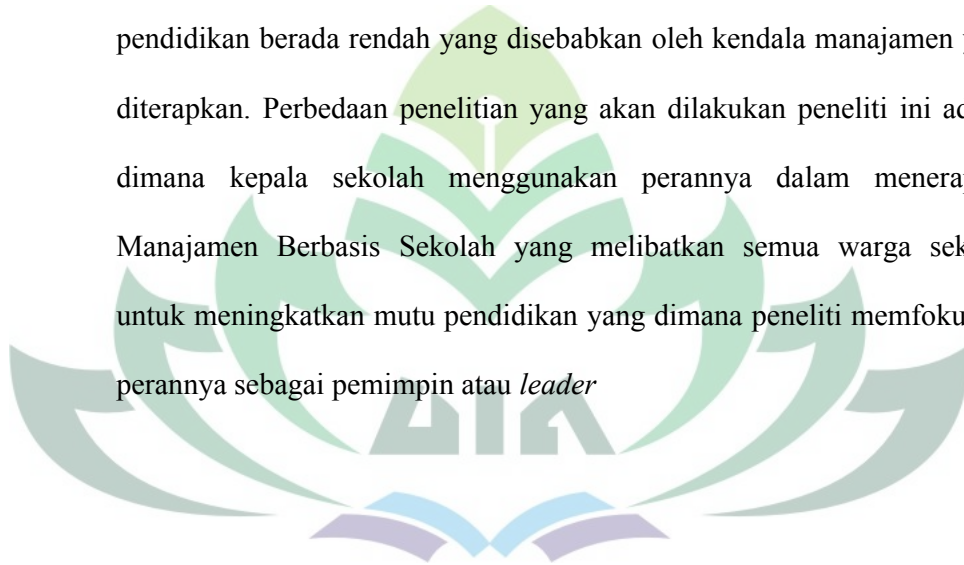 pendidikan berada rendah yang disebabkan oleh kendala manajamen
diterapkan. Perbedaan penelitian yang akan dilakukan peneliti ini
dimana kepala sekolah menggunakan perannya dalam
Manajamen Berbasis Sekolah yang melibatkan semua warga
untuk meningkatkan mutu pendidikan yang dimana peneliti
perannya sebagai pemimpin atau leader